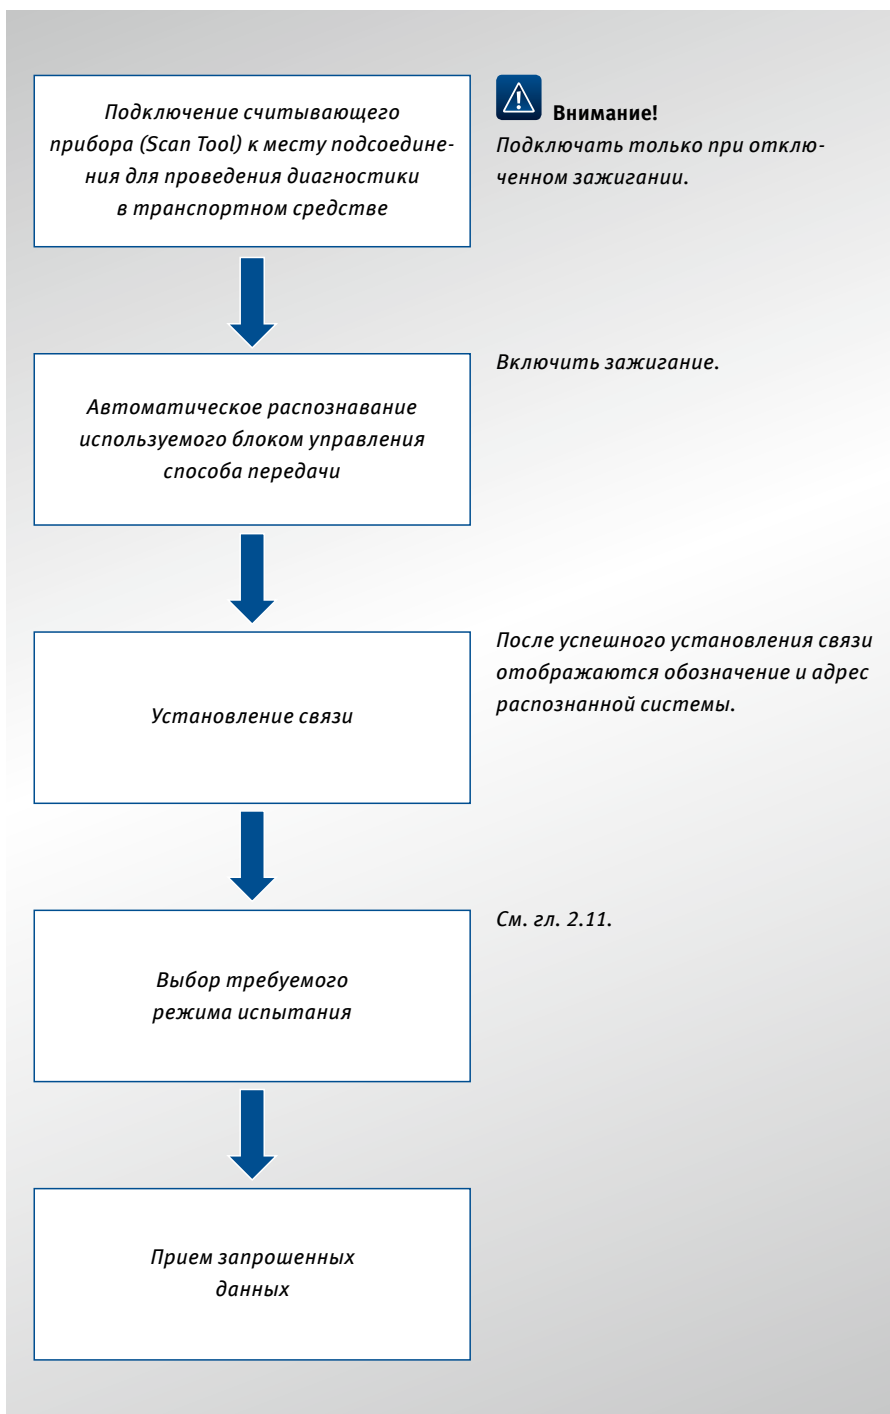 Подключение считывающего
прибора (Scan Tool) к месту подсоедине-
ния для проведения диагностики
в транспортном средстве
Внимание!
Подключать только при отклю-
ченном зажигании.
Автоматическое распознавание
используемого блоком управления
способа передачи
Включить зажигание.
Установление связи
После успешного установления связи
отображаются обозначение и адрес
распознанной системы.
Выбор требуемого
режима испытания
См. гл. 2.11.
Прием запрошенных
данных